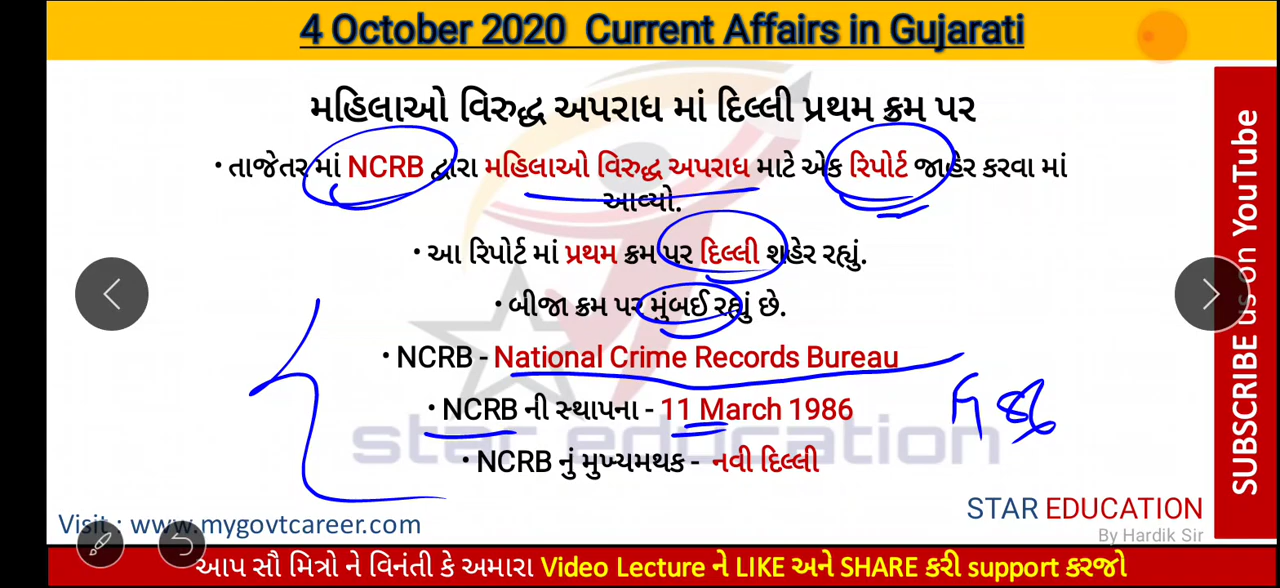 4 October 2020 Current Affairs in Gujarati
મહિલાઓ વિરુદ્ધ અપરાધ માં દિલ્લી પ્રથમ ક્રમ પર
• તાજેતર માં NCRB દ્વારા મહિલાઓ વિરુદ્ધ અપરાધ માટે એક રિપોર્ટ જાહેર કરવા માં
આવ્યો.
• આ રિપોર્ટ માં પ્રથમ ક્રમ પર દિલ્લી શહેર રહ્યું.
• બીજા ક્રમ પર મુંબઈ રહ્યું છે.
• NCRB - National Crime Records Bureau
• NCRB ની સ્થાપના - 11 March 1986
• NCRB નું મુખ્યમથક - નવી દિલ્લી
86
star education
STAR EDUCATION
By Hardik Sir
Visit : www.mygovtcareer.com
આપ સૌ મિત્રો ને વિનંતી કે અમારા Video Lecture ને LIKE અને SHARE કરી support કરજો
SUBSCRIBE us on YouTube